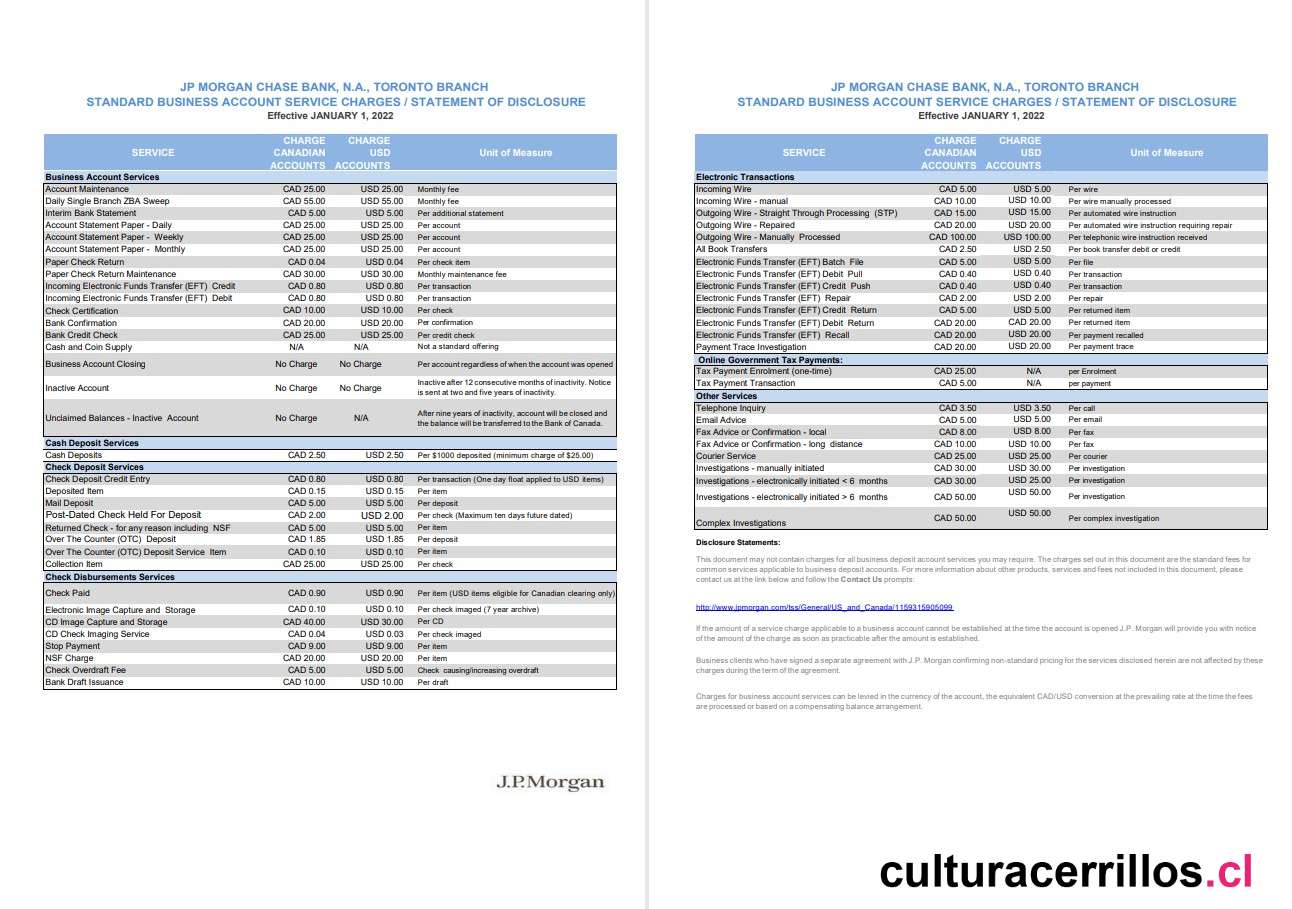 JP MORGAN CHASE BANK, N.A., TORONTO BRANCH
STANDARD BUSINESS ACCOUNT SERVICE CHARGES / STATEMENT OF DISCLOSURE
Effective JANUARY 1, 2022
SERVICE CHARGE CANADIAN ACCOUNTS CHARGE USD ACCOUNTS Unit of Measure
Business Account Services
Account Maintenance CAD 25.00 USD 25.00 Monthly fee
Daily Single Branch ZBA Sweep CAD 55.00 USD 55.00 Monthly fee
Interim Bank Statement CAD 5.00 USD 5.00 Per additional statement
Account Statement Paper - Daily CAD 25.00 USD 25.00 Per account
Account Statement Paper - Weekly CAD 25.00 USD 25.00 Per account
Account Statement Paper - Monthly CAD 25.00 USD 25.00 Per account
Paper Check Return CAD 0.04 USD 0.04 Per check item
Paper Check Return Maintenance CAD 30.00 USD 30.00 Monthly maintenance fee
Incoming Electronic Funds Transfer (EFT) Credit CAD 0.80 USD 0.80 Per transaction
Incoming Electronic Funds Transfer (EFT) Debit CAD 0.80 USD 0.80 Per transaction
Check Certification CAD 10.00 USD 10.00 Per check
Bank Confirmation CAD 20.00 USD 20.00 Per confirmation
Bank Credit Check CAD 25.00 USD 25.00 Per credit check
Cash and Coin Supply N/A N/A Not a standard offering
Business Account Closing No Charge No Charge Per account regardless of when the account was opened
Inactive Account No Charge No Charge Inactive after 12 consecutive months of inactivity. Notice
is sent at two and five years of inactivity.
Unclaimed Balances - Inactive Account No Charge N/A After nine years of inactivity, account will be closed and
the balance will be transferred to the Bank of Canada.
Cash Deposit Services
Cash Deposits CAD 2.50 USD 2.50 Per $1000 deposited (minimum charge of $25.00)
Check Deposit Services
Check Deposit Credit Entry CAD 0.80 USD 0.80 Per transaction (One day float applied to USD items)
Deposited Item CAD 0.15 USD 0.15 Per item
Mail Deposit CAD 5.00 USD 5.00 Per deposit
Post-Dated Check Held For Deposit CAD 2.00 USD 2.00 Per check (Maximum ten days future dated)
Returned Check - for any reason including NSF CAD 5.00 USD 5.00 Per item
Over The Counter (OTC) Deposit CAD 1.85 USD 1.85 Per deposit
Over The Counter (OTC) Deposit Service Item CAD 0.10 USD 0.10 Per item
Collection Item CAD 25.00 USD 25.00 Per check
Check Disbursements Services
Check Paid CAD 0.90 USD 0.90 Per item (USD items eligible for Canadian clearing only)
Electronic Image Capture and Storage CAD 0.10 USD 0.10 Per check imaged (7 year archive)
CD Image Capture and Storage CAD 40.00 USD 30.00 Per CD
CD Check Imaging Service CAD 0.04 USD 0.03 Per check imaged
Stop Payment CAD 9.00 USD 9.00 Per item
NSF Charge CAD 20.00 USD 20.00 Per item
Check Overdraft Fee CAD 5.00 USD 5.00 Check causing/increasing overdraft
Bank Draft Issuance CAD 10.00 USD 10.00 Per draft
J.P.Morgan
JP MORGAN CHASE BANK, N.A., TORONTO BRANCH
STANDARD BUSINESS ACCOUNT SERVICE CHARGES / STATEMENT OF DISCLOSURE
Effective JANUARY 1, 2022
SERVICE CHARGE CANADIAN ACCOUNTS CHARGE USD ACCOUNTS Unit of Measure
Electronic Transactions
Incoming Wire CAD 5.00 USD 5.00 Per wire
Incoming Wire - manual CAD 10.00 USD 10.00 Per wire manually processed
Outgoing Wire - Straight Through Processing (STP) CAD 15.00 USD 15.00 Per automated wire instruction
Outgoing Wire - Repaired CAD 20.00 USD 20.00 Per automated wire instruction requiring repair
Outgoing Wire - Manually Processed CAD 100.00 USD 100.00 Per telephonic wire instruction received
All Book Transfers CAD 2.50 USD 2.50 Per book transfer debit or credit
Electronic Funds Transfer (EFT) Batch File CAD 5.00 USD 5.00 Per file
Electronic Funds Transfer (EFT) Debit Pull CAD 0.40 USD 0.40 Per transaction
Electronic Funds Transfer (EFT) Credit Push CAD 0.40 USD 0.40 Per transaction
Electronic Funds Transfer (EFT) Repair CAD 2.00 USD 2.00 Per repair
Electronic Funds Transfer (EFT) Credit Return CAD 5.00 USD 5.00 Per returned item
Electronic Funds Transfer (EFT) Debit Return CAD 20.00 CAD 20.00 Per returned item
Electronic Funds Transfer (EFT) Recall CAD 20.00 USD 20.00 Per payment recalled
Payment Trace Investigation CAD 20.00 USD 20.00 Per payment trace
Online Government Tax Payments:
Tax Payment Enrolment (one-time) CAD 25.00 N/A per Enrolment
Tax Payment Transaction CAD 5.00 N/A per payment
Other Services
Telephone Inquiry CAD 3.50 USD 3.50 Per call
Email Advice CAD 5.00 USD 5.00 Per email
Fax Advice or Confirmation - local CAD 8.00 USD 8.00 Per fax
Fax Advice or Confirmation - long distance CAD 10.00 USD 10.00 Per fax
Courier Service CAD 25.00 USD 25.00 Per courier
Investigations - manually initiated CAD 30.00 USD 30.00 Per investigation
Investigations - electronically initiated < 6 months CAD 30.00 USD 25.00 Per investigation
Investigations - electronically initiated > 6 months CAD 50.00 USD 50.00 Per investigation
Complex Investigations CAD 50.00 USD 50.00 Per complex investigation
Disclosure Statements:
This document may not contain charges for all business deposit account services you may require. The charges set out in this document are the standard fees for
common services applicable to business deposit accounts. For more information about other products, services and fees not included in this document, please
contact us at the link below and follow the Contact Us prompts:
http://www.jpmorgan.com/tss/General/US_and_Canada/1159315905099
If the amount of a service charge applicable to a business account cannot be established at the time the account is opened J.P. Morgan will provide you with notice
of the amount of the charge as soon as practicable after the amount is established.
Business clients who have signed a separate agreement with J.P. Morgan confirming non-standard pricing for the services disclosed herein are not affected by these
charges during the term of the agreement.
Charges for business account services can be levied in the currency of the account, the equivalent CAD/USD conversion at the prevailing rate at the time the fees
are processed or based on a compensating balance arrangement.
culturacerrillos.cl